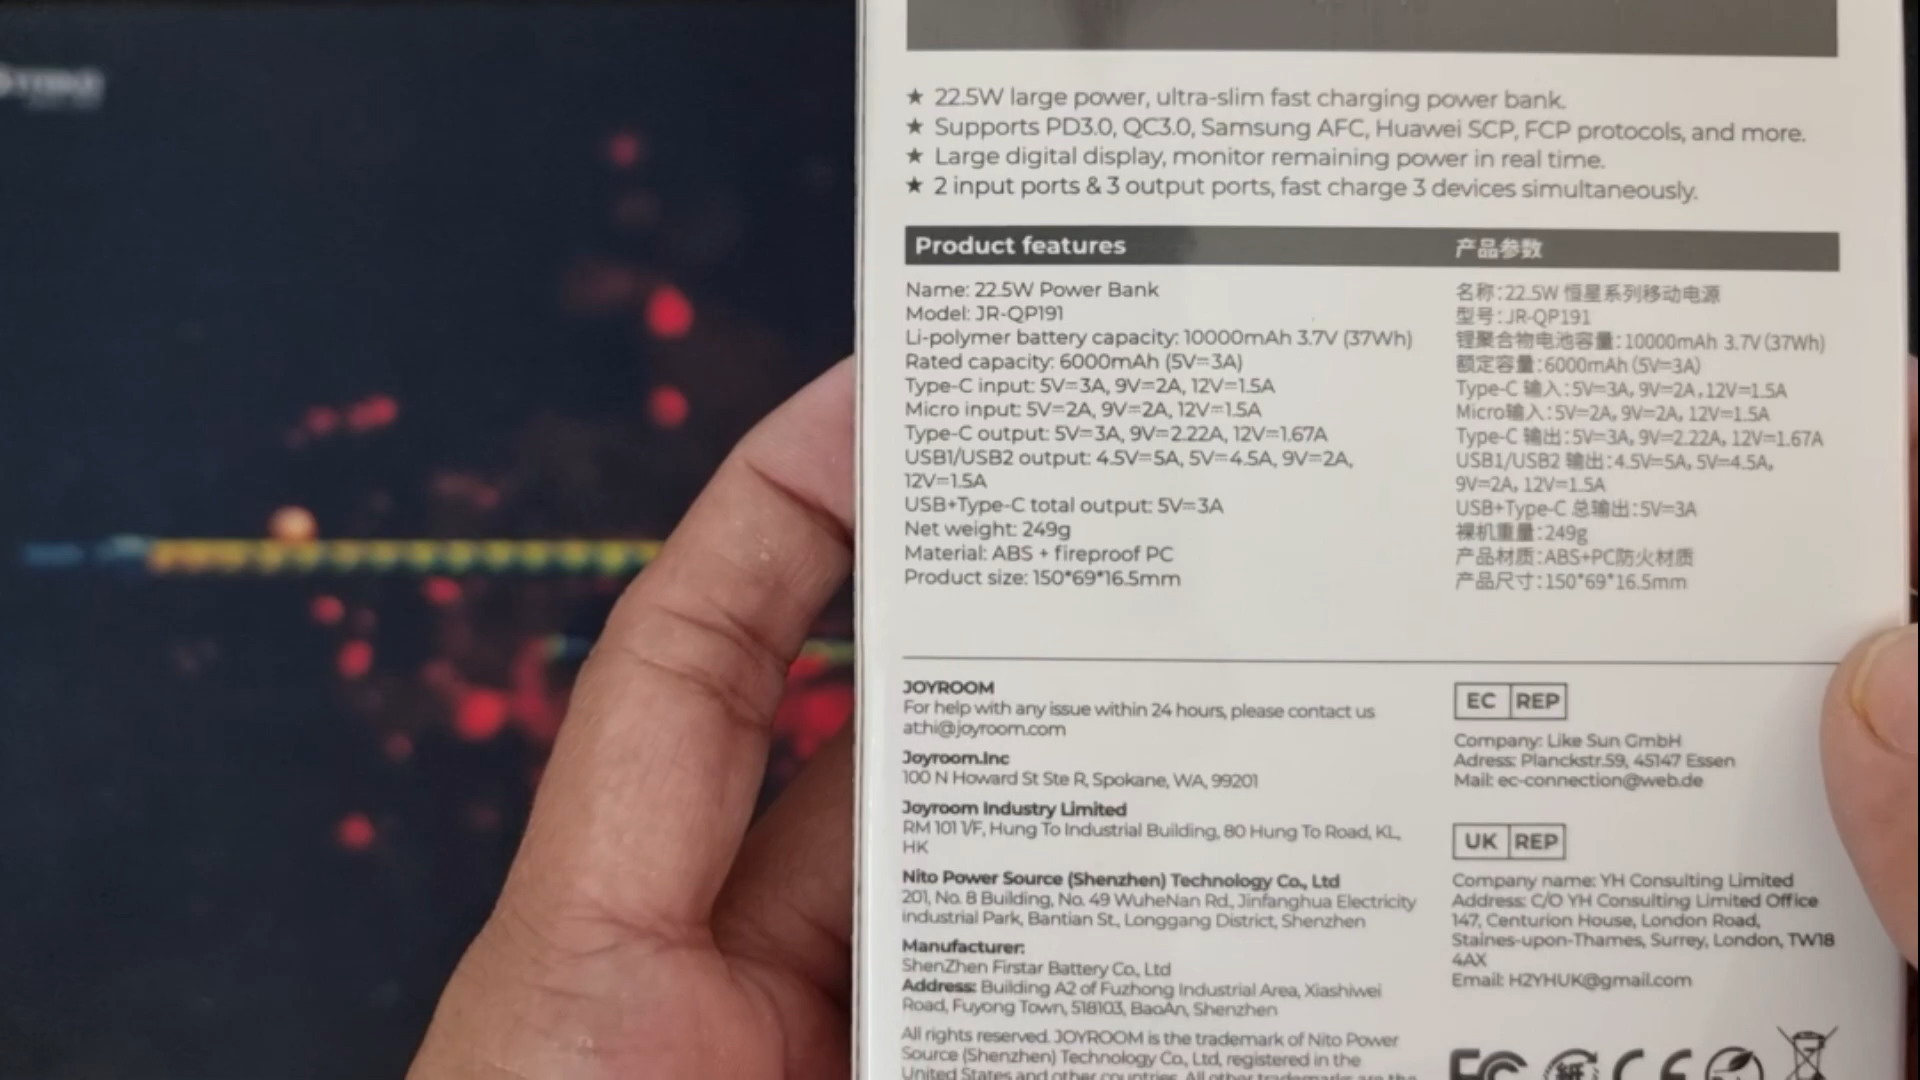 ★ 22.5W large power, ultra-slim fast charging power bank.
★ Supports PD3.0, QC3.0, Samsung AFC, Huawei SCP, FCP protocols, and more.
★ Large digital display, monitor remaining power in real time.
★ 2 input ports & 3 output ports, fast charge 3 devices simultaneously.
Product features
Name: 22.5W Power Bank
Model: JR-QP191
Li-polymer battery capacity: 10000mAh 3.7V (37Wh)
Rated capacity: 6000mAh (5V=3A)
Type-C input: 5V=3A, 9V=2A, 12V=1.5A
Micro input: 5V=2A, 9V=2A, 12V=1.5A
Type-C output: 5V=3A, 9V=2.22A, 12V=1.67A
USB1/USB2 output: 4.5V=5A, 5V=4.5A, 9V=2A,
12V=1.5A
USB+Type-C total output: 5V=3A
Net weight: 249g
Material: ABS + fireproof PC
Product size: 150*69*16.5mm
产品参数
名称:22.5W 恒星系列移动电源
型号:JR-QP191
锂聚合物电池容量:10000mAh 3.7V (37Wh)
额定容量:6000mAh (5V=3A)
Type-C 输入:5V=3A, 9V=2A, 12V=1.5A
Micro输入:5V=2A, 9V=2A, 12V=1.5A
Type-C 输出:5V=3A, 9V=2.22A, 12V=1.67A
USB1/USB2 输出:4.5V=5A, 5V=4.5A,
9V=2A, 12V=1.5A
USB+Type-C 总输出:5V=3A
裸机重量:249g
产品材质:ABS+PC防火材质
产品尺寸:150*69*16.5mm
JOYROOM
For help with any issue within 24 hours, please contact us
athi@joyroom.com
Joyroom.Inc
100 N Howard St Ste R, Spokane, WA, 99201
Joyroom Industry Limited
RM 101 1/F, Hung To Industrial Building, 80 Hung To Road, KL,
HK
Nito Power Source (Shenzhen) Technology Co., Ltd
201, No. 8 Building, No. 49 WuheNan Rd., Jinfanghua Electricity
industrial Park, Bantian St., Longgang District, Shenzhen
Manufacturer:
ShenZhen Firstar Battery Co., Ltd
Address: Building A2 of Fuzhong Industrial Area, Xiashiwei
Road, Fuyong Town, 518103, BaoAn, Shenzhen
All rights reserved. JOYROOM is the trademark of Nito Power
Source (Shenzhen) Technology Co., Ltd, registered in the
United States and other countries. All other trademarks are the
EC REP
Company: Like Sun GmbH
Adress: Planckstr.59, 45147 Essen
Mail: ec-connection@web.de
UK REP
Company name: YH Consulting Limited
Address: C/O YH Consulting Limited Office
147, Centurion House, London Road,
Staines-upon-Thames, Surrey, London, TW18
4AX
Email: H2YHUK@gmail.com
FC 紙 CE